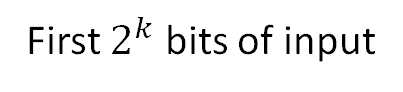 First 2^k bits of input